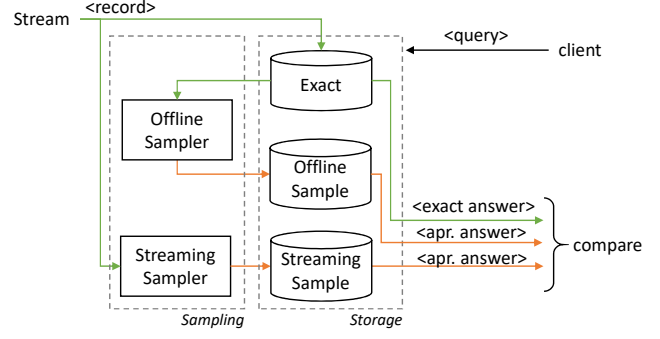 <record>
Stream
<query>
client
Exact
Offline
Sampler
Offline
Sample
<exact answer>
<apr. answer>
compare
Streaming
Sampler
Streaming
Sample
<apr. answer>
Sampling
Storage